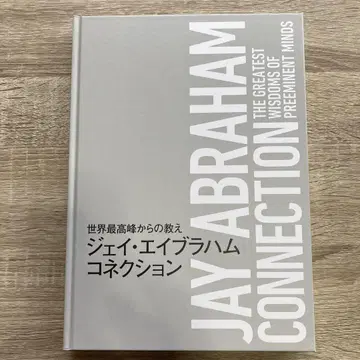 世界最高峰からの教え
ジェイ・エイブラハム
コネクション
JAY ABRAHAM
CONNECTION
THE GREATEST
WISDOMS OF
PREEMINENT MINDS